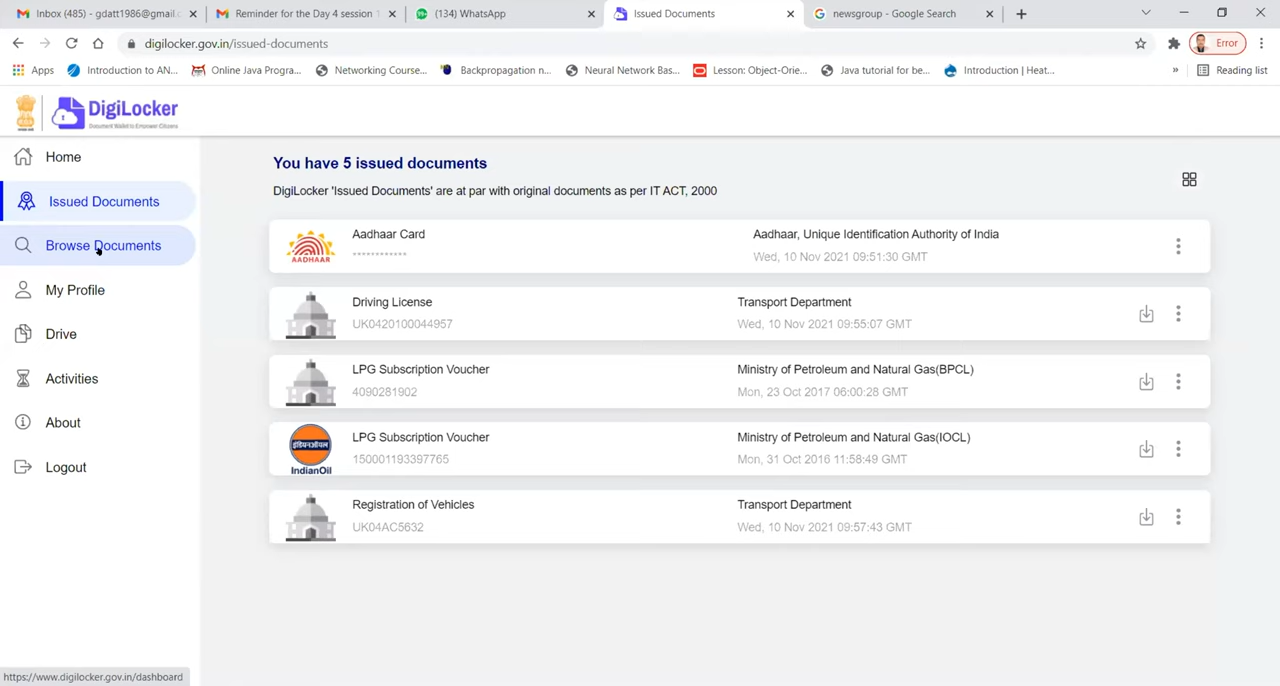 Inbox (485) - gdatt1986@gmail.c
Reminder for the Day 4 session
(134) WhatsApp
Issued Documents
newsgroup - Google Search
digilocker.gov.in/issued-documents
Error
Apps
Introduction to AN...
Online Java Progra...
Networking Course...
Backpropagation n...
Neural Network Bas...
Lesson: Object-Orie...
Java tutorial for be...
Introduction | Heat...
»
Reading list
DigiLocker
Document Wallet to Empower Citizens
Home
Issued Documents
Browse Documents
My Profile
Drive
Activities
About
Logout
You have 5 issued documents
DigiLocker 'Issued Documents' are at par with original documents as per IT ACT, 2000
AADHAAR
Aadhaar Card
************
Aadhaar, Unique Identification Authority of India
Wed, 10 Nov 2021 09:51:30 GMT
Driving License
UK0420100044957
Transport Department
Wed, 10 Nov 2021 09:55:07 GMT
LPG Subscription Voucher
4090281902
Ministry of Petroleum and Natural Gas(BPCL)
Mon, 23 Oct 2017 06:00:28 GMT
इंडियनऑयल
IndianOil
LPG Subscription Voucher
150001193397765
Ministry of Petroleum and Natural Gas(IOCL)
Mon, 31 Oct 2016 11:58:49 GMT
Registration of Vehicles
UK04AC5632
Transport Department
Wed, 10 Nov 2021 09:57:43 GMT
https://www.digilocker.gov.in/dashboard